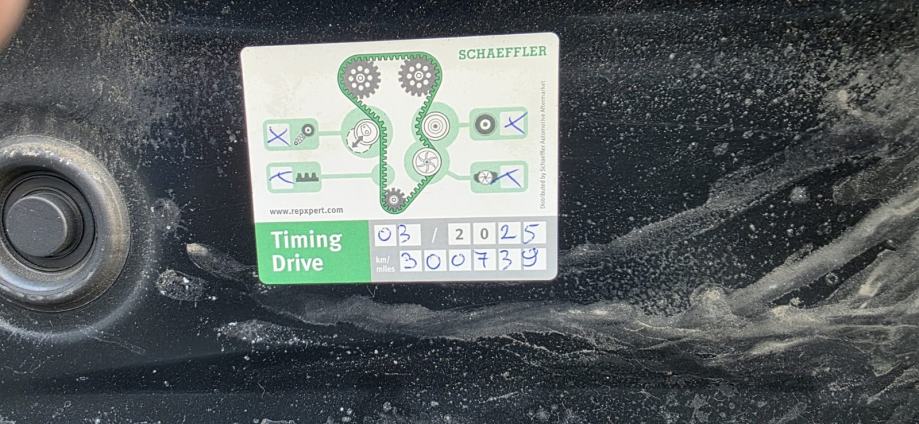 SCHAEFFLER
X
X
X
X
Distributed by Schaeffler Automotive Aftermarket
www.repxpert.com
Timing
Drive
03 / 2025
km/
miles
300739